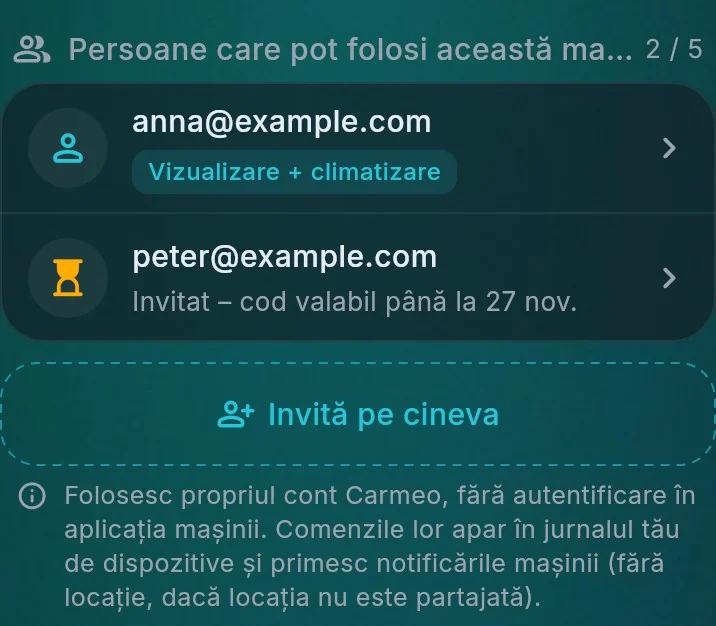 Persoane care pot folosi această ma... 2 / 5
anna@example.com
Vizualizare + climatizare
peter@example.com
Invitat – cod valabil până la 27 nov.
Invită pe cineva
Folosesc propriul cont Carmeo, fără autentificare în
aplicația mașinii. Comenzile lor apar în jurnalul tău
de dispozitive și primesc notificările mașinii (fără
locație, dacă locația nu este partajată).